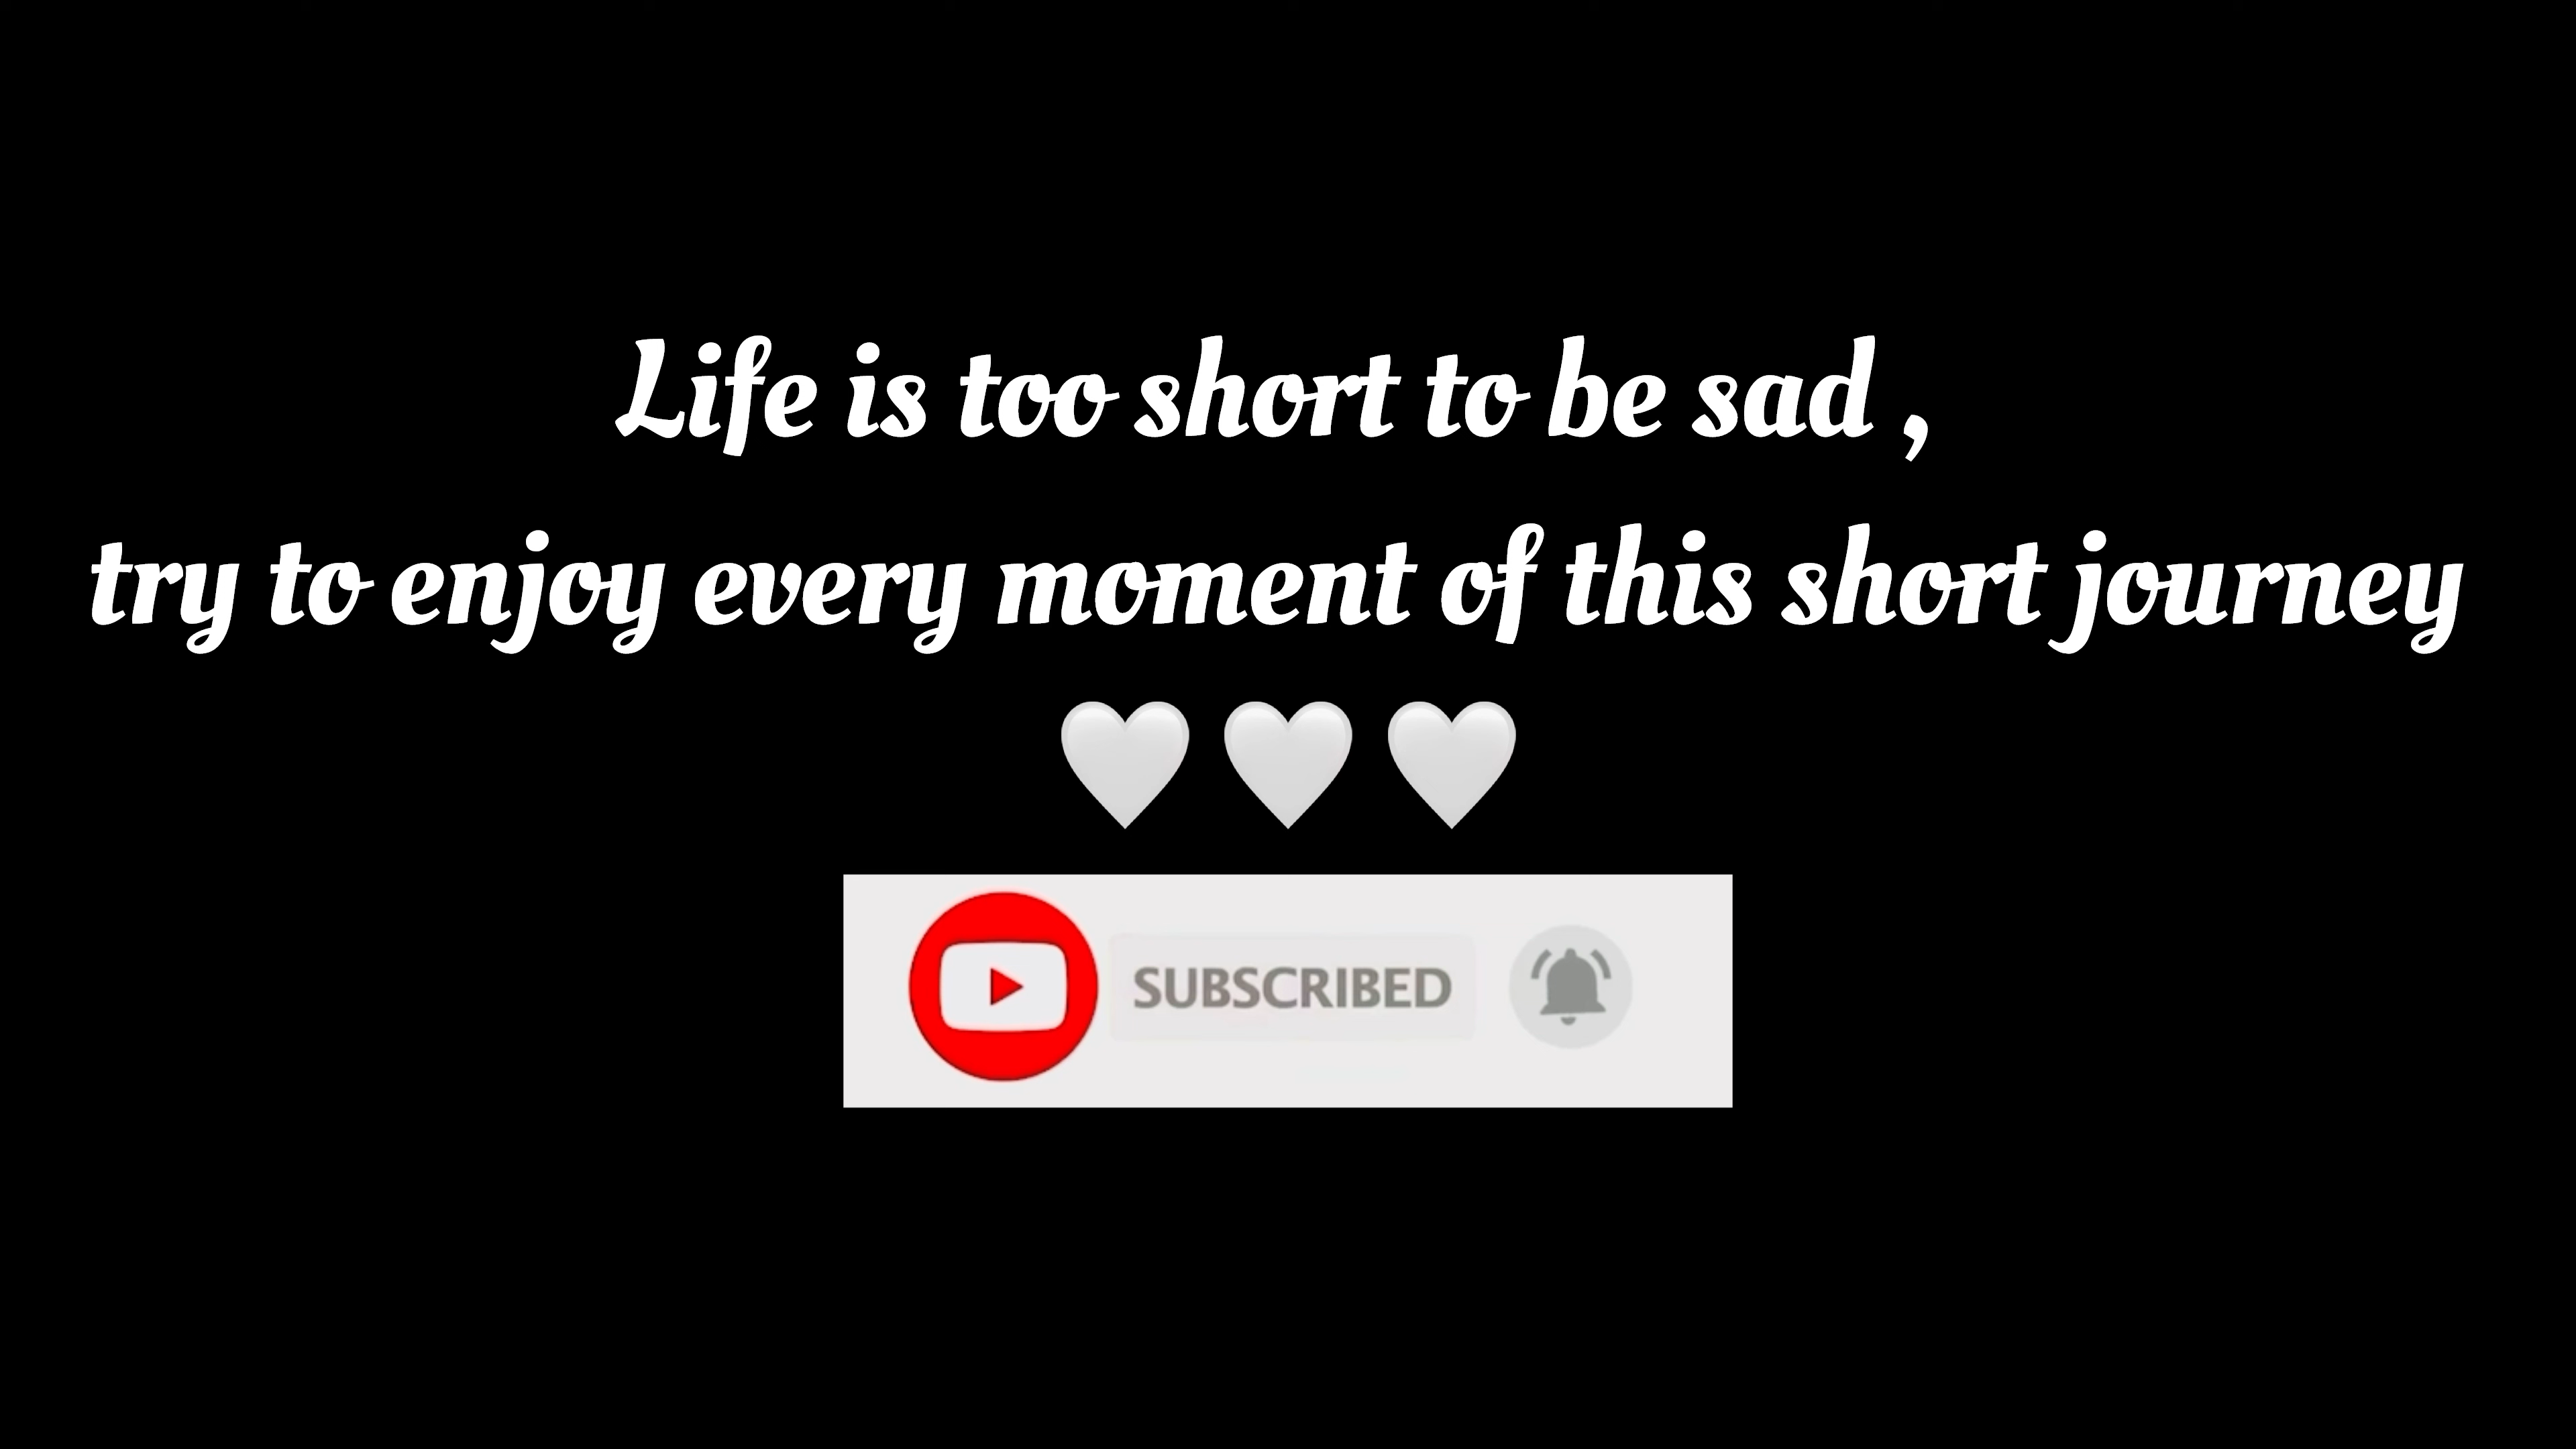 Life is too short to be sad ,
try to enjoy every moment of this short journey
🤍🤍🤍
SUBSCRIBED